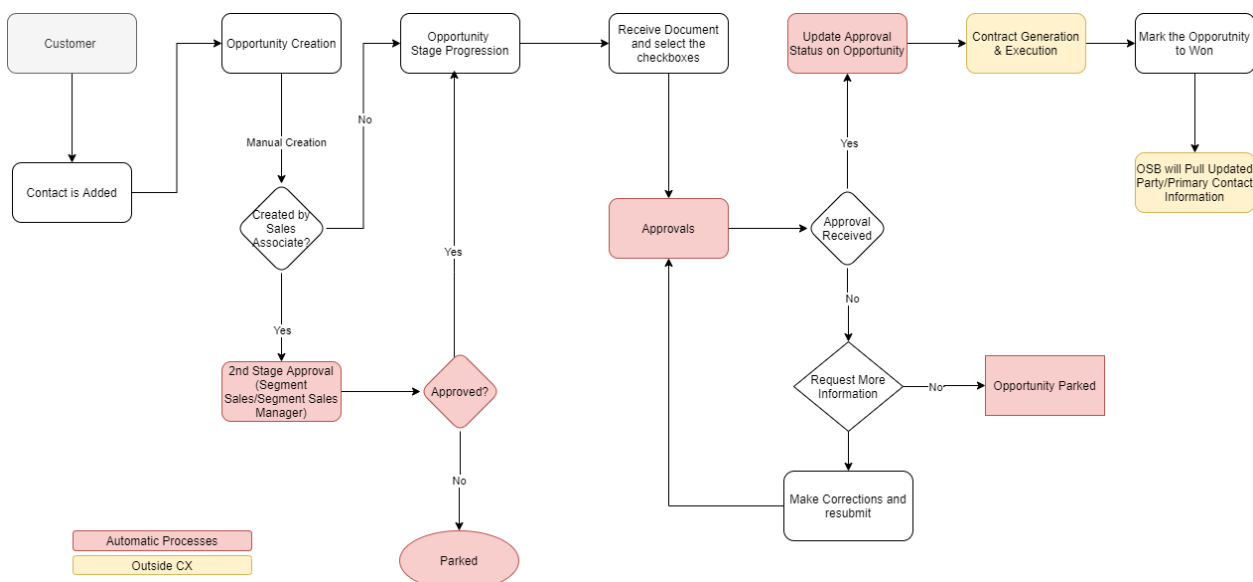 Customer
Opportunity Creation
Opportunity
Stage Progression
Receive Document
and select the
checkboxes
Update Approval
Status on Opportunity
Contract Generation
& Execution
Mark the Opporutnity
to Won
No
Manual Creation
Yes
Contact is Added
OSB will Pull Updated
Party/Primary Contact
Information
Created by
Sales
Associate?
Approvals
Approval
Received
Yes
No
Yes
2nd Stage Approval
(Segment
Sales/Segment Sales
Manager)
Approved?
Request More
Information
No
Opportunity Parked
No
Make Corrections and
resubmit
Automatic Processes
Outside CX
Parked